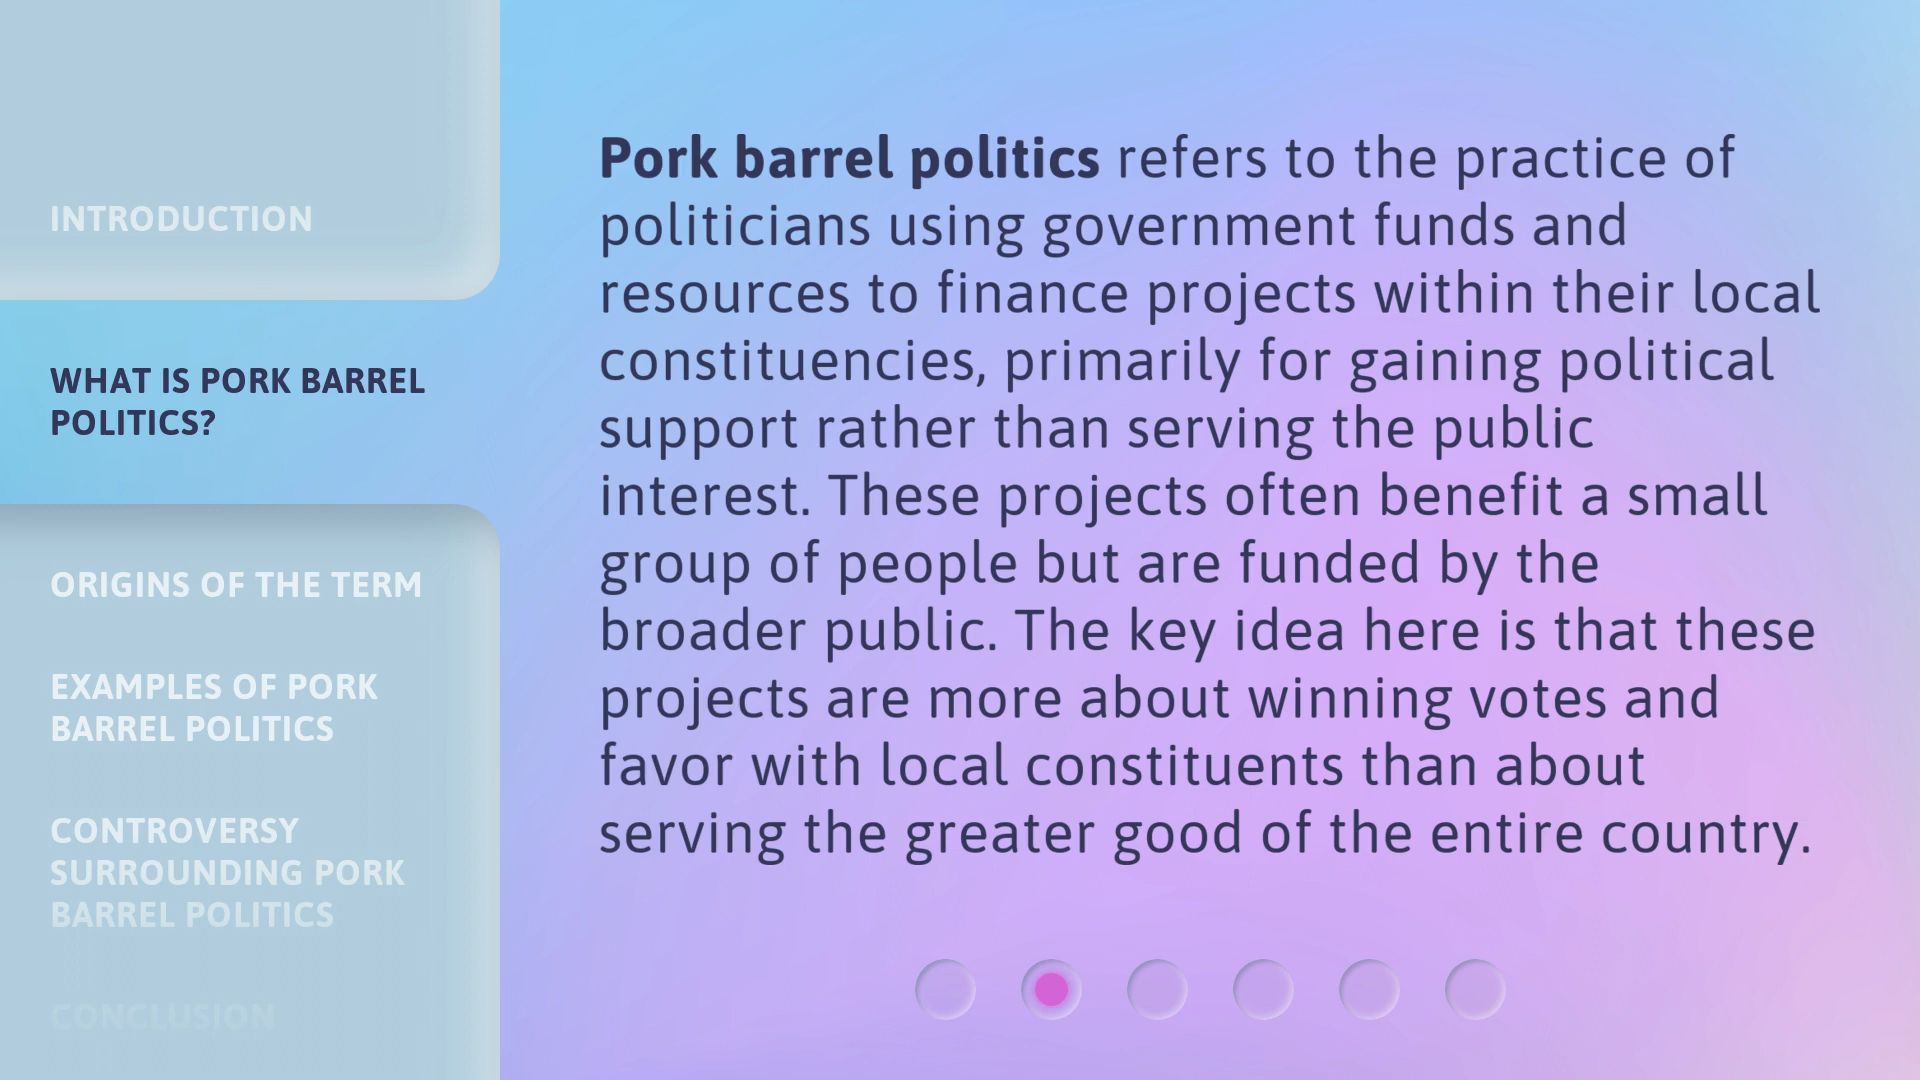 INTRODUCTION
WHAT IS PORK BARREL
POLITICS?
ORIGINS OF THE TERM
EXAMPLES OF PORK
BARREL POLITICS
CONTROVERSY
SURROUNDING PORK
BARREL POLITICS
CONCLUSION
Pork barrel politics refers to the practice of
politicians using government funds and
resources to finance projects within their local
constituencies, primarily for gaining political
support rather than serving the public
interest. These projects often benefit a small
group of people but are funded by the
broader public. The key idea here is that these
projects are more about winning votes and
favor with local constituents than about
serving the greater good of the entire country.